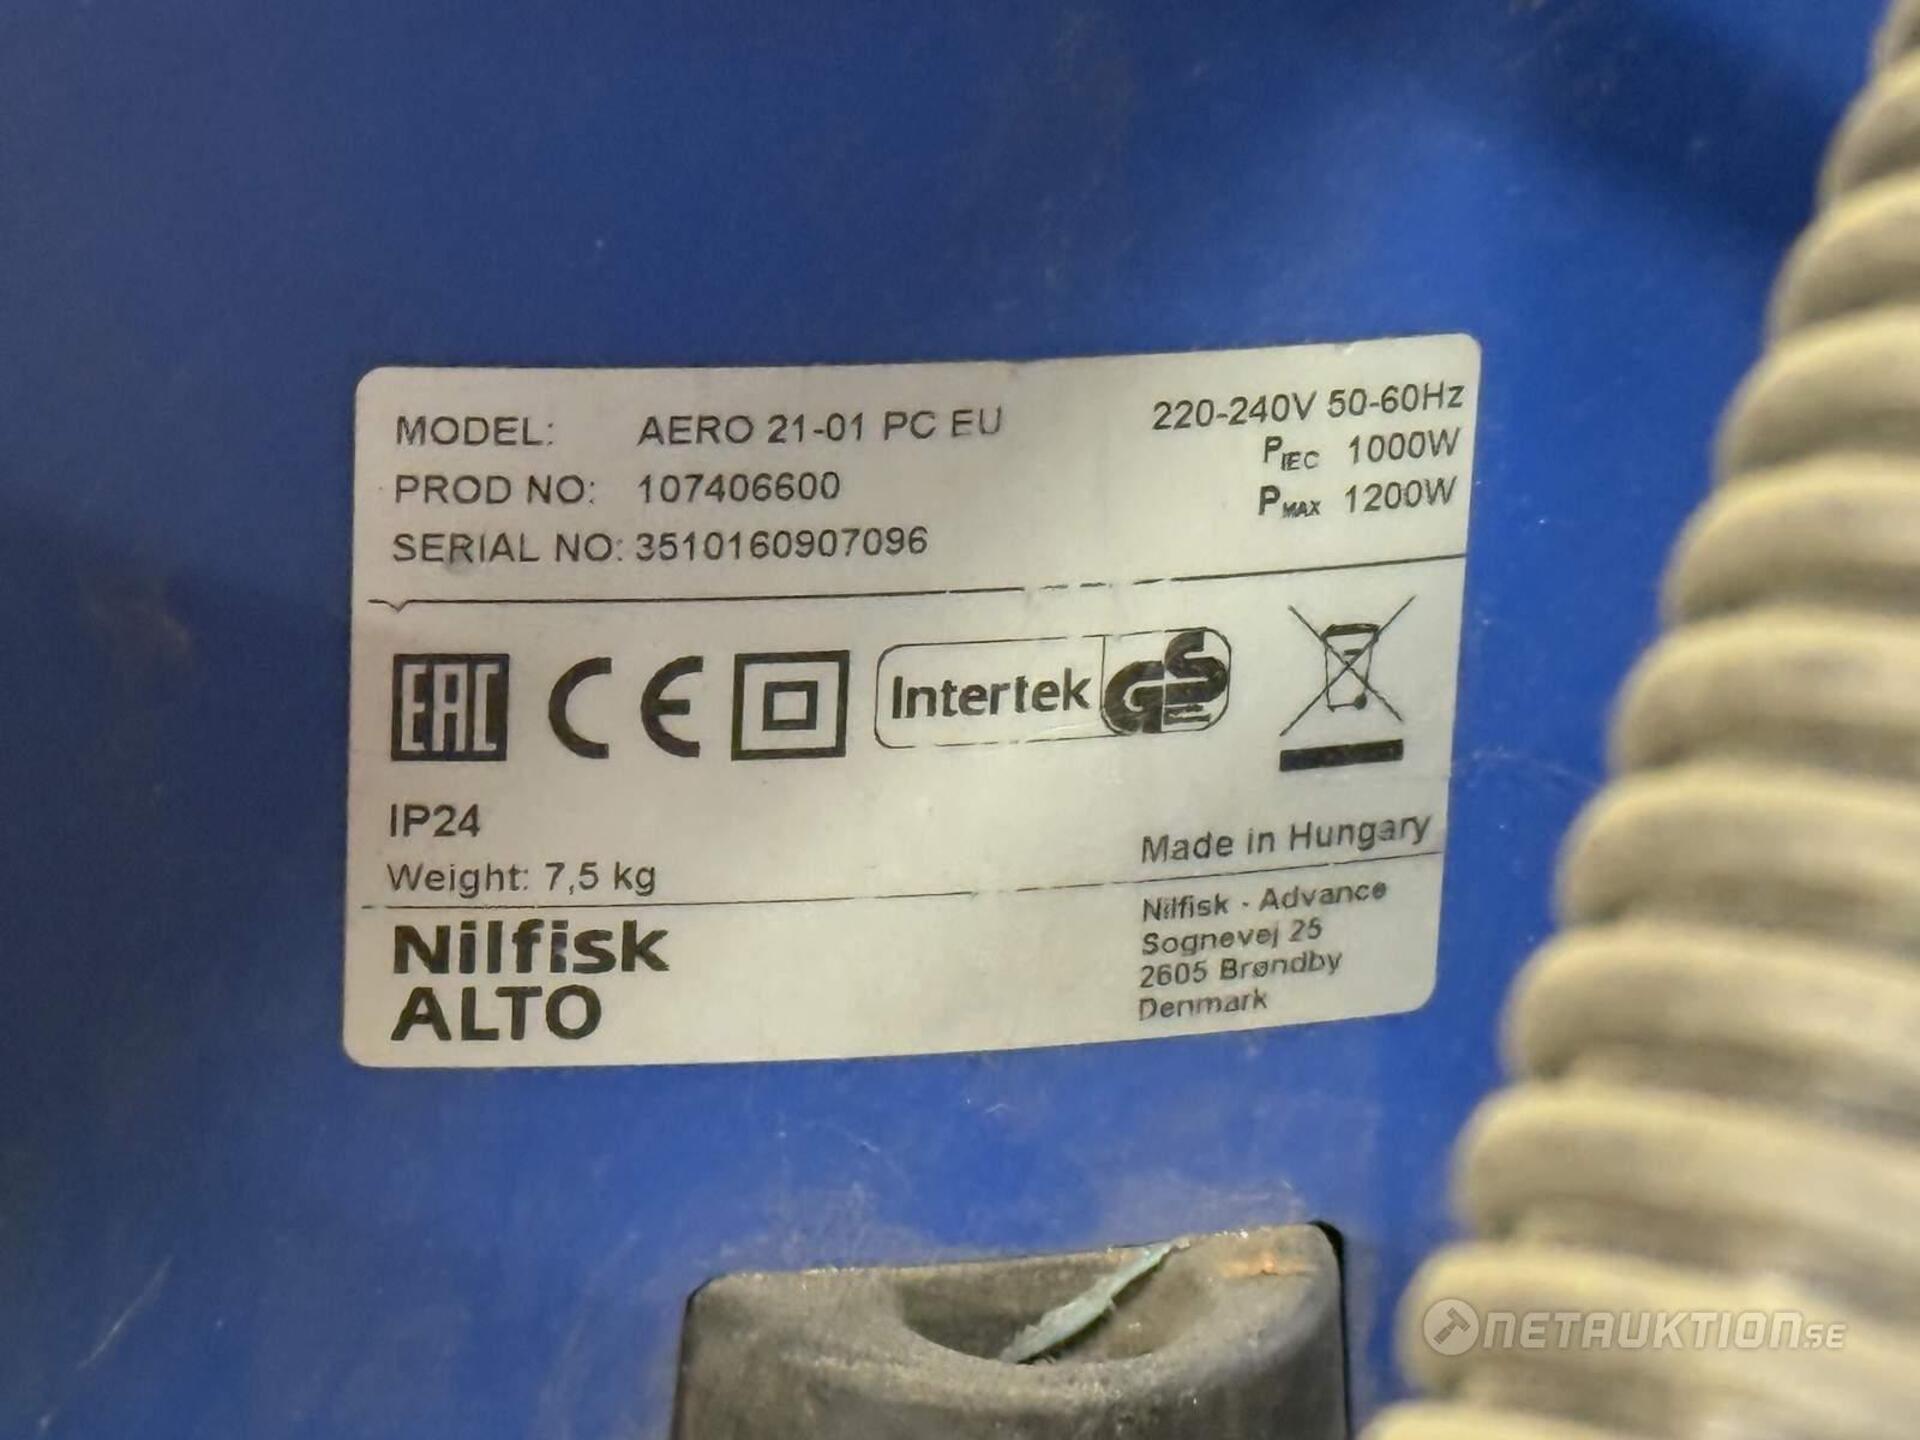 MODEL: AERO 21-01 PC EU
PROD NO: 107406600
SERIAL NO: 3510160907096
220-240V 50-60Hz
PIEC 1000W
PMAX 1200W
EAC CE Intertek GS
IP24
Weight: 7,5 kg
Made in Hungary
Nilfisk
ALTO
Nilfisk - Advance
Sognevej 25
2605 Brøndby
Denmark
NETAUKTION.SE